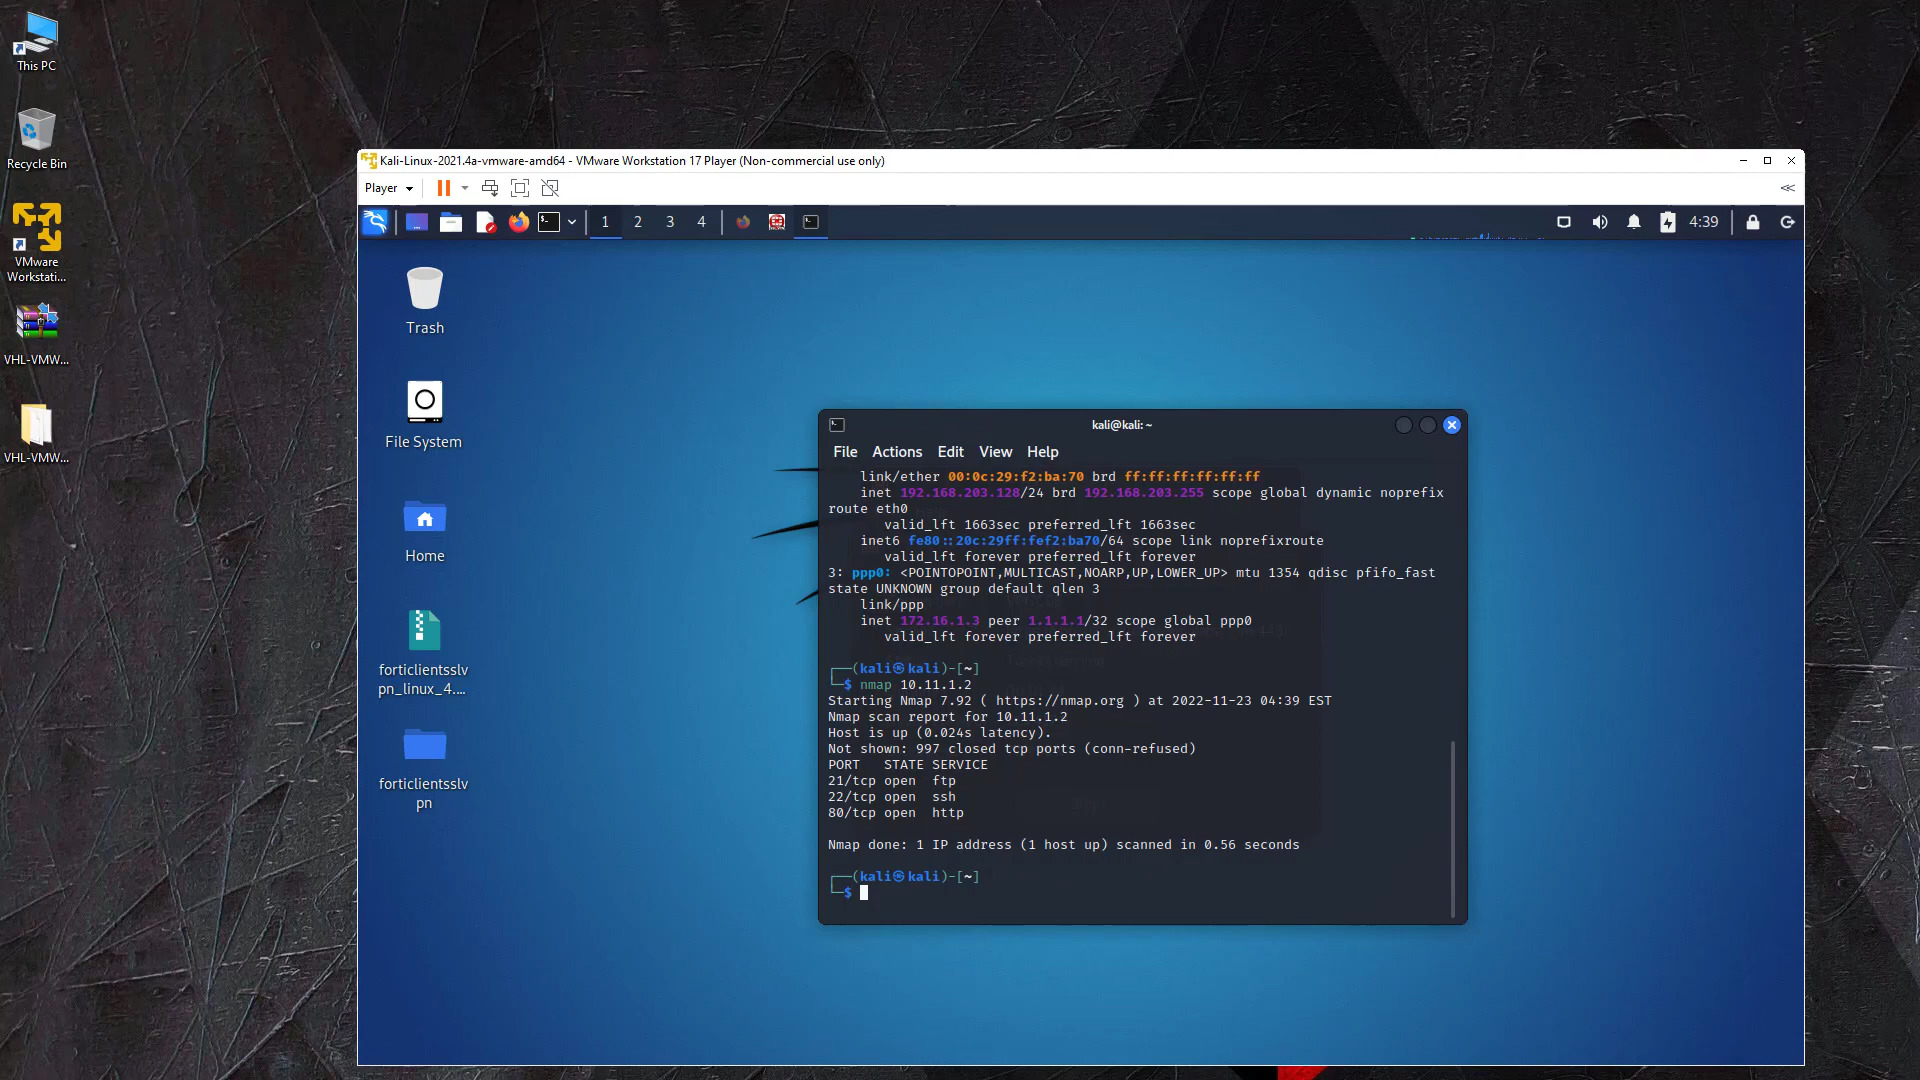 This PC
Recycle Bin
VMware
Workstati...
VHL-VMW...
VHL-VMW...
Kali-Linux-2021.4a-vmware-amd64 - VMware Workstation 17 Player (Non-commercial use only)
Player
1 2 3 4
4:39
Trash
File System
Home
forticlientsslv
pn_linux_4....
forticlientsslv
pn
kali@kali: ~
File Actions Edit View Help
link/ether 00:0c:29:f2:ba:70 brd ff:ff:ff:ff:ff:ff
inet 192.168.203.128/24 brd 192.168.203.255 scope global dynamic noprefix
route eth0
valid_lft 1663sec preferred_lft 1663sec
inet6 fe80::20c:29ff:fef2:ba70/64 scope link noprefixroute
valid_lft forever preferred_lft forever
3: ppp0: <POINTOPOINT,MULTICAST,NOARP,UP,LOWER_UP> mtu 1354 qdisc pfifo_fast
state UNKNOWN group default qlen 3
link/ppp
inet 172.16.1.3 peer 1.1.1.1/32 scope global ppp0
valid_lft forever preferred_lft forever
┌──(kali㉿kali)-[~]
└─$ nmap 10.11.1.2
Starting Nmap 7.92 ( https://nmap.org ) at 2022-11-23 04:39 EST
Nmap scan report for 10.11.1.2
Host is up (0.024s latency).
Not shown: 997 closed tcp ports (conn-refused)
PORT   STATE SERVICE
21/tcp open  ftp
22/tcp open  ssh
80/tcp open  http
Nmap done: 1 IP address (1 host up) scanned in 0.56 seconds
┌──(kali㉿kali)-[~]
└─$